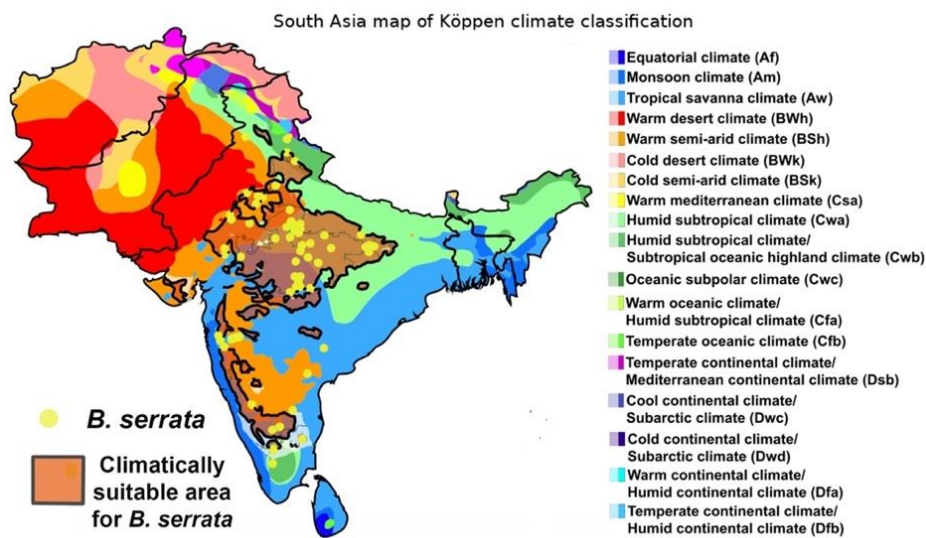 South Asia map of Köppen climate classification
Equatorial climate (Af)
Monsoon climate (Am)
Tropical savanna climate (Aw)
Warm desert climate (BWh)
Warm semi-arid climate (BSh)
Cold desert climate (BWk)
Cold semi-arid climate (BSk)
Warm mediterranean climate (Csa)
Humid subtropical climate (Cwa)
Humid subtropical climate/
Subtropical oceanic highland climate (Cwb)
Oceanic subpolar climate (Cwc)
Warm oceanic climate/
Humid subtropical climate (Cfa)
Temperate oceanic climate (Cfb)
Temperate continental climate/
Mediterranean continental climate (Dsb)
Cool continental climate/
Subarctic climate (Dwc)
Cold continental climate/
Subarctic climate (Dwd)
Warm continental climate/
Humid continental climate (Dfa)
Temperate continental climate/
Humid continental climate (Dfb)
B. serrata
Climatically
suitable area
for B. serrata